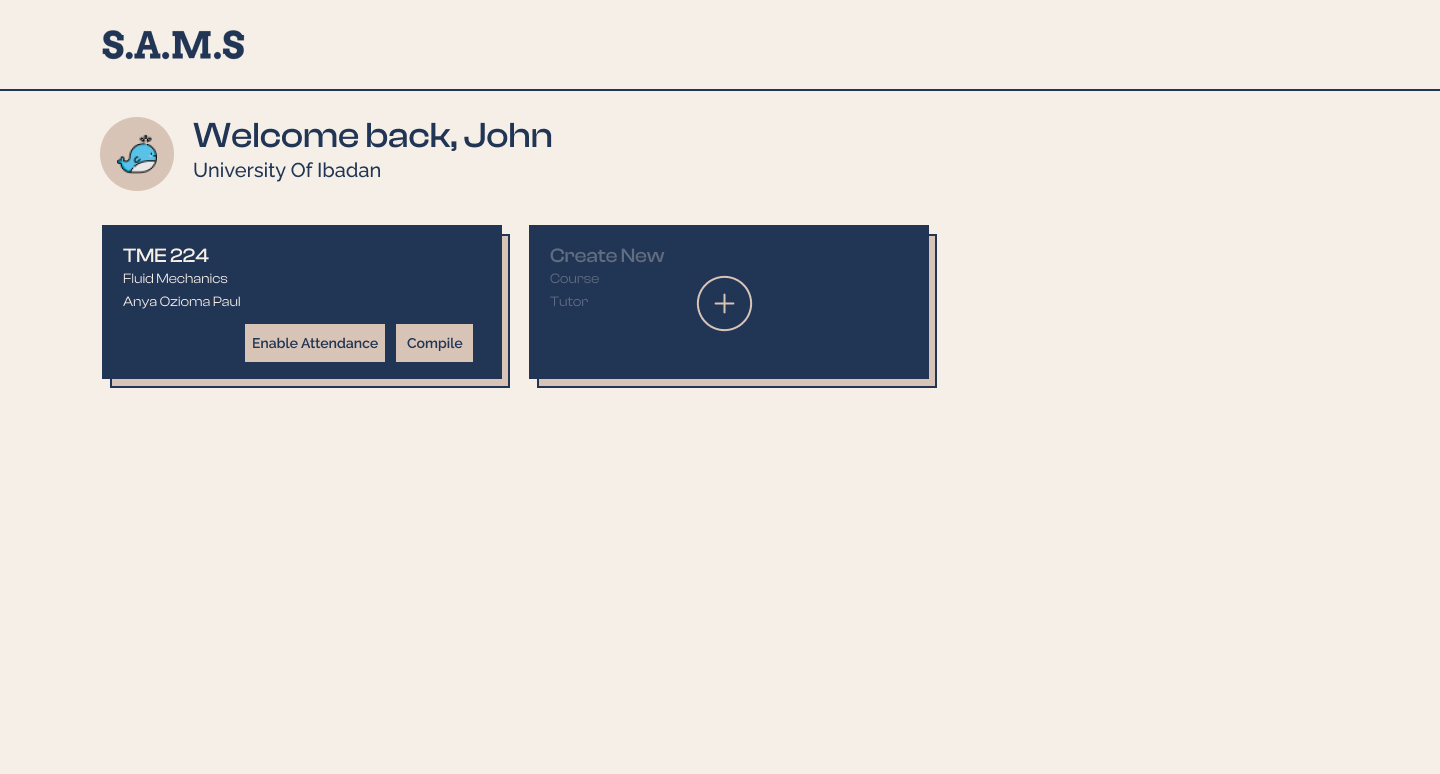 S.A.M.S
Welcome back, John
University Of Ibadan
TME 224
Fluid Mechanics
Anya Ozioma Paul
Enable Attendance
Compile
Create New
Course
Tutor